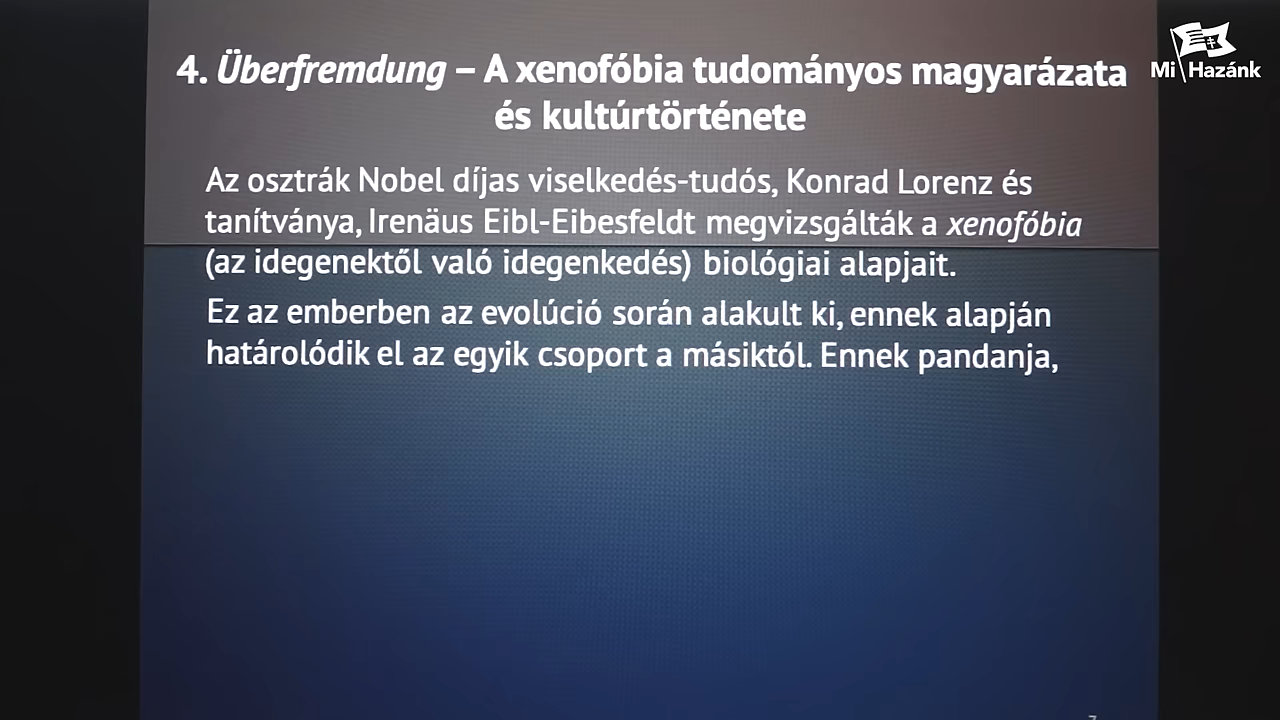 4. Überfremdung – A xenofóbia tudományos magyarázata
és kultúrtörténete
Mi Hazánk
Az osztrák Nobel díjas viselkedés-tudós, Konrad Lorenz és
tanítványa, Irenäus Eibl-Eibesfeldt megvizsgálták a xenofóbia
(az idegenektől való idegenkedés) biológiai alapjait.
Ez az emberben az evolúció során alakult ki, ennek alapján
határolódik el az egyik csoport a másiktól. Ennek pandanja,